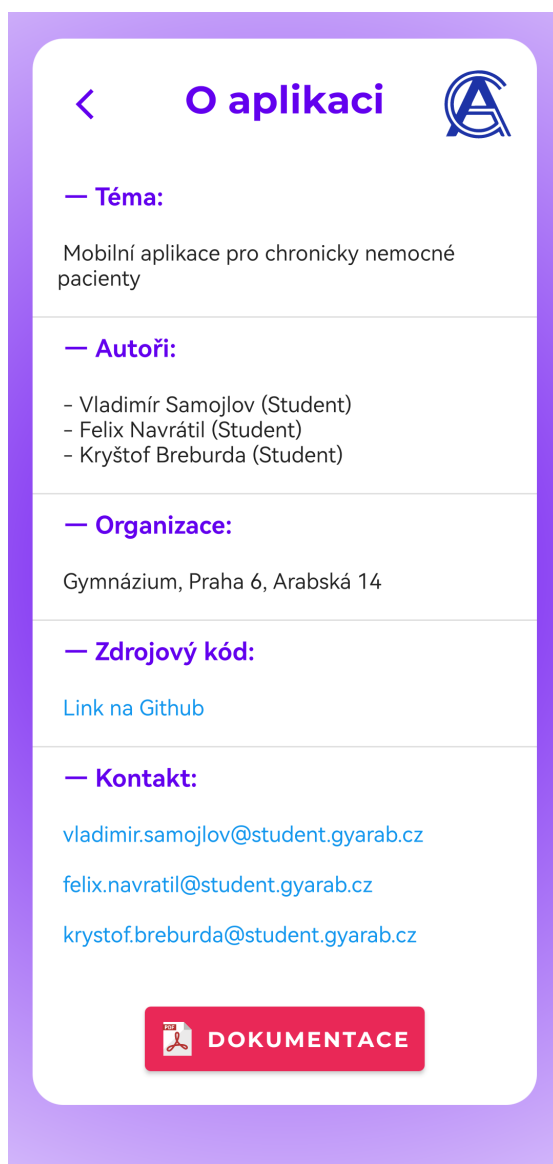 O aplikaci
— Téma:
Mobilní aplikace pro chronicky nemocné
pacienty
— Autoři:
- Vladimír Samojlov (Student)
- Felix Navrátil (Student)
- Kryštof Breburda (Student)
— Organizace:
Gymnázium, Praha 6, Arabská 14
— Zdrojový kód:
Link na Github
— Kontakt:
vladimir.samojlov@student.gyarab.cz
felix.navratil@student.gyarab.cz
krystof.breburda@student.gyarab.cz
PDF
DOKUMENTACE